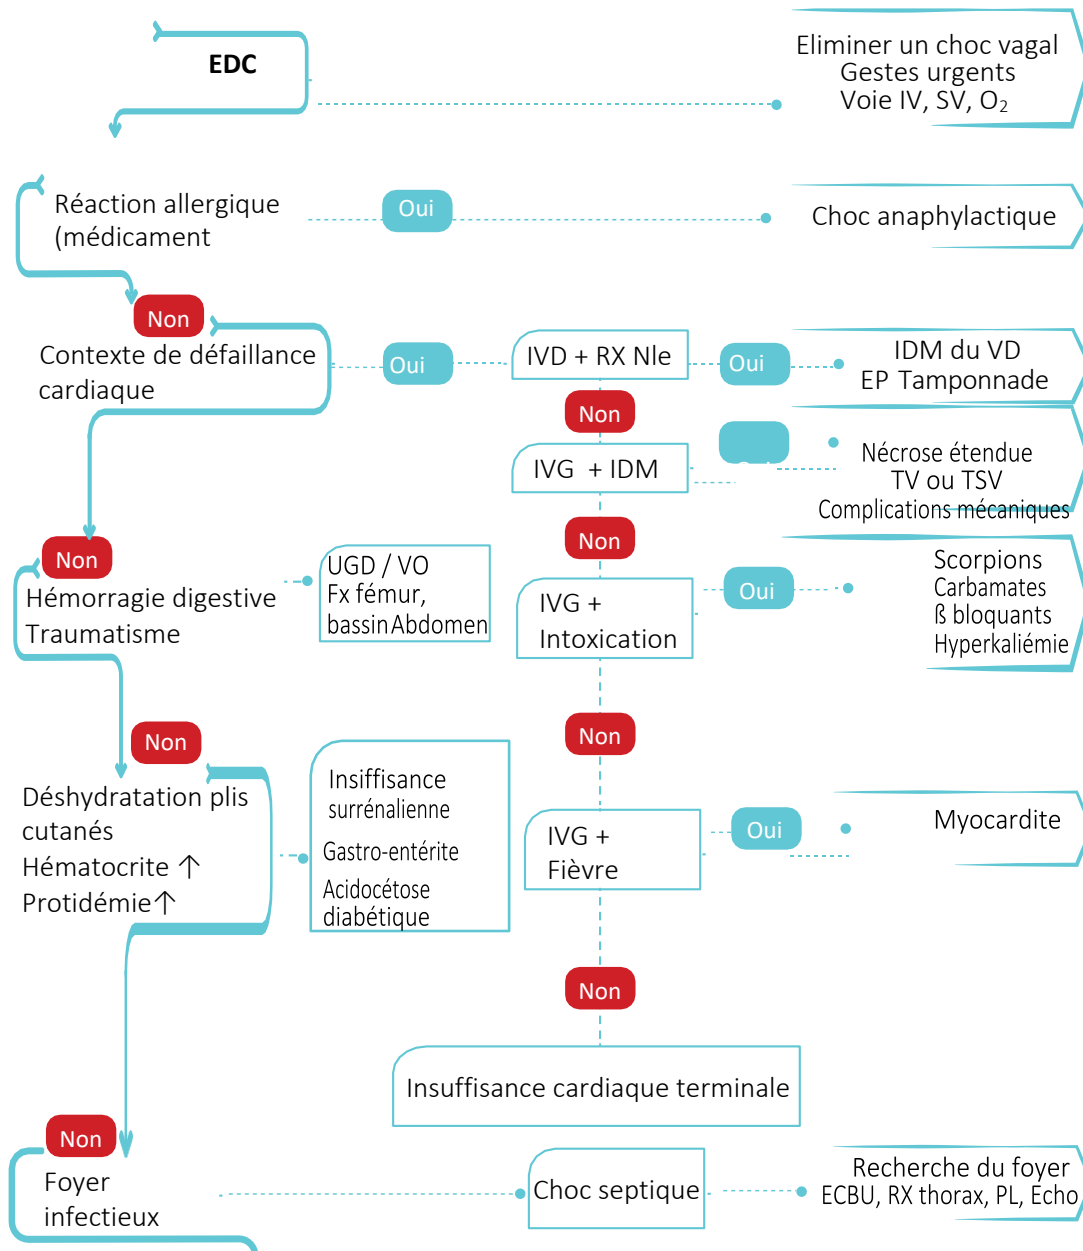 EDC
Eliminer un choc vagal
Gestes urgents
Voie IV, SV, O₂
Réaction allergique
(médicament
Oui
Choc anaphylactique
Non
Contexte de défaillance
cardiaque
Oui
IVD + RX Nle
Oui
IDM du VD
EP Tamponnade
Non
IVG + IDM
Nécrose étendue
TV ou TSV
Complications mécaniques
Non
Non
Hémorragie digestive
Traumatisme
UGD / VO
Fx fémur,
bassin Abdomen
IVG +
Intoxication
Oui
Scorpions
Carbamates
ß bloquants
Hyperkaliémie
Non
Non
Déshydratation plis
cutanés
Hématocrite ↑
Protidémie↑
Insiffisance
surrénalienne
Gastro-entérite
Acidocétose
diabétique
IVG +
Fièvre
Oui
Myocardite
Non
Insuffisance cardiaque terminale
Non
Foyer
infectieux
Choc septique
Recherche du foyer
ECBU, RX thorax, PL, Echo